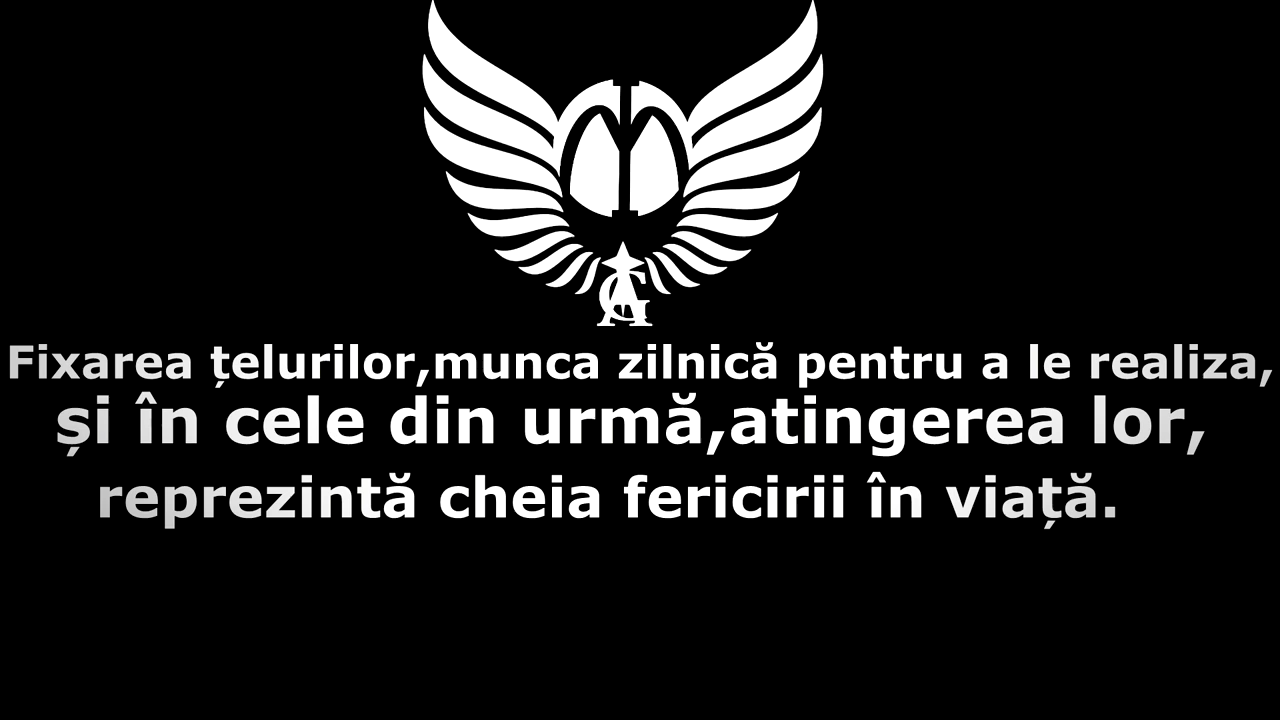 Fixarea țelurilor,munca zilnică pentru a le realiza,
și în cele din urmă,atingerea lor,
reprezintă cheia fericirii în viață.